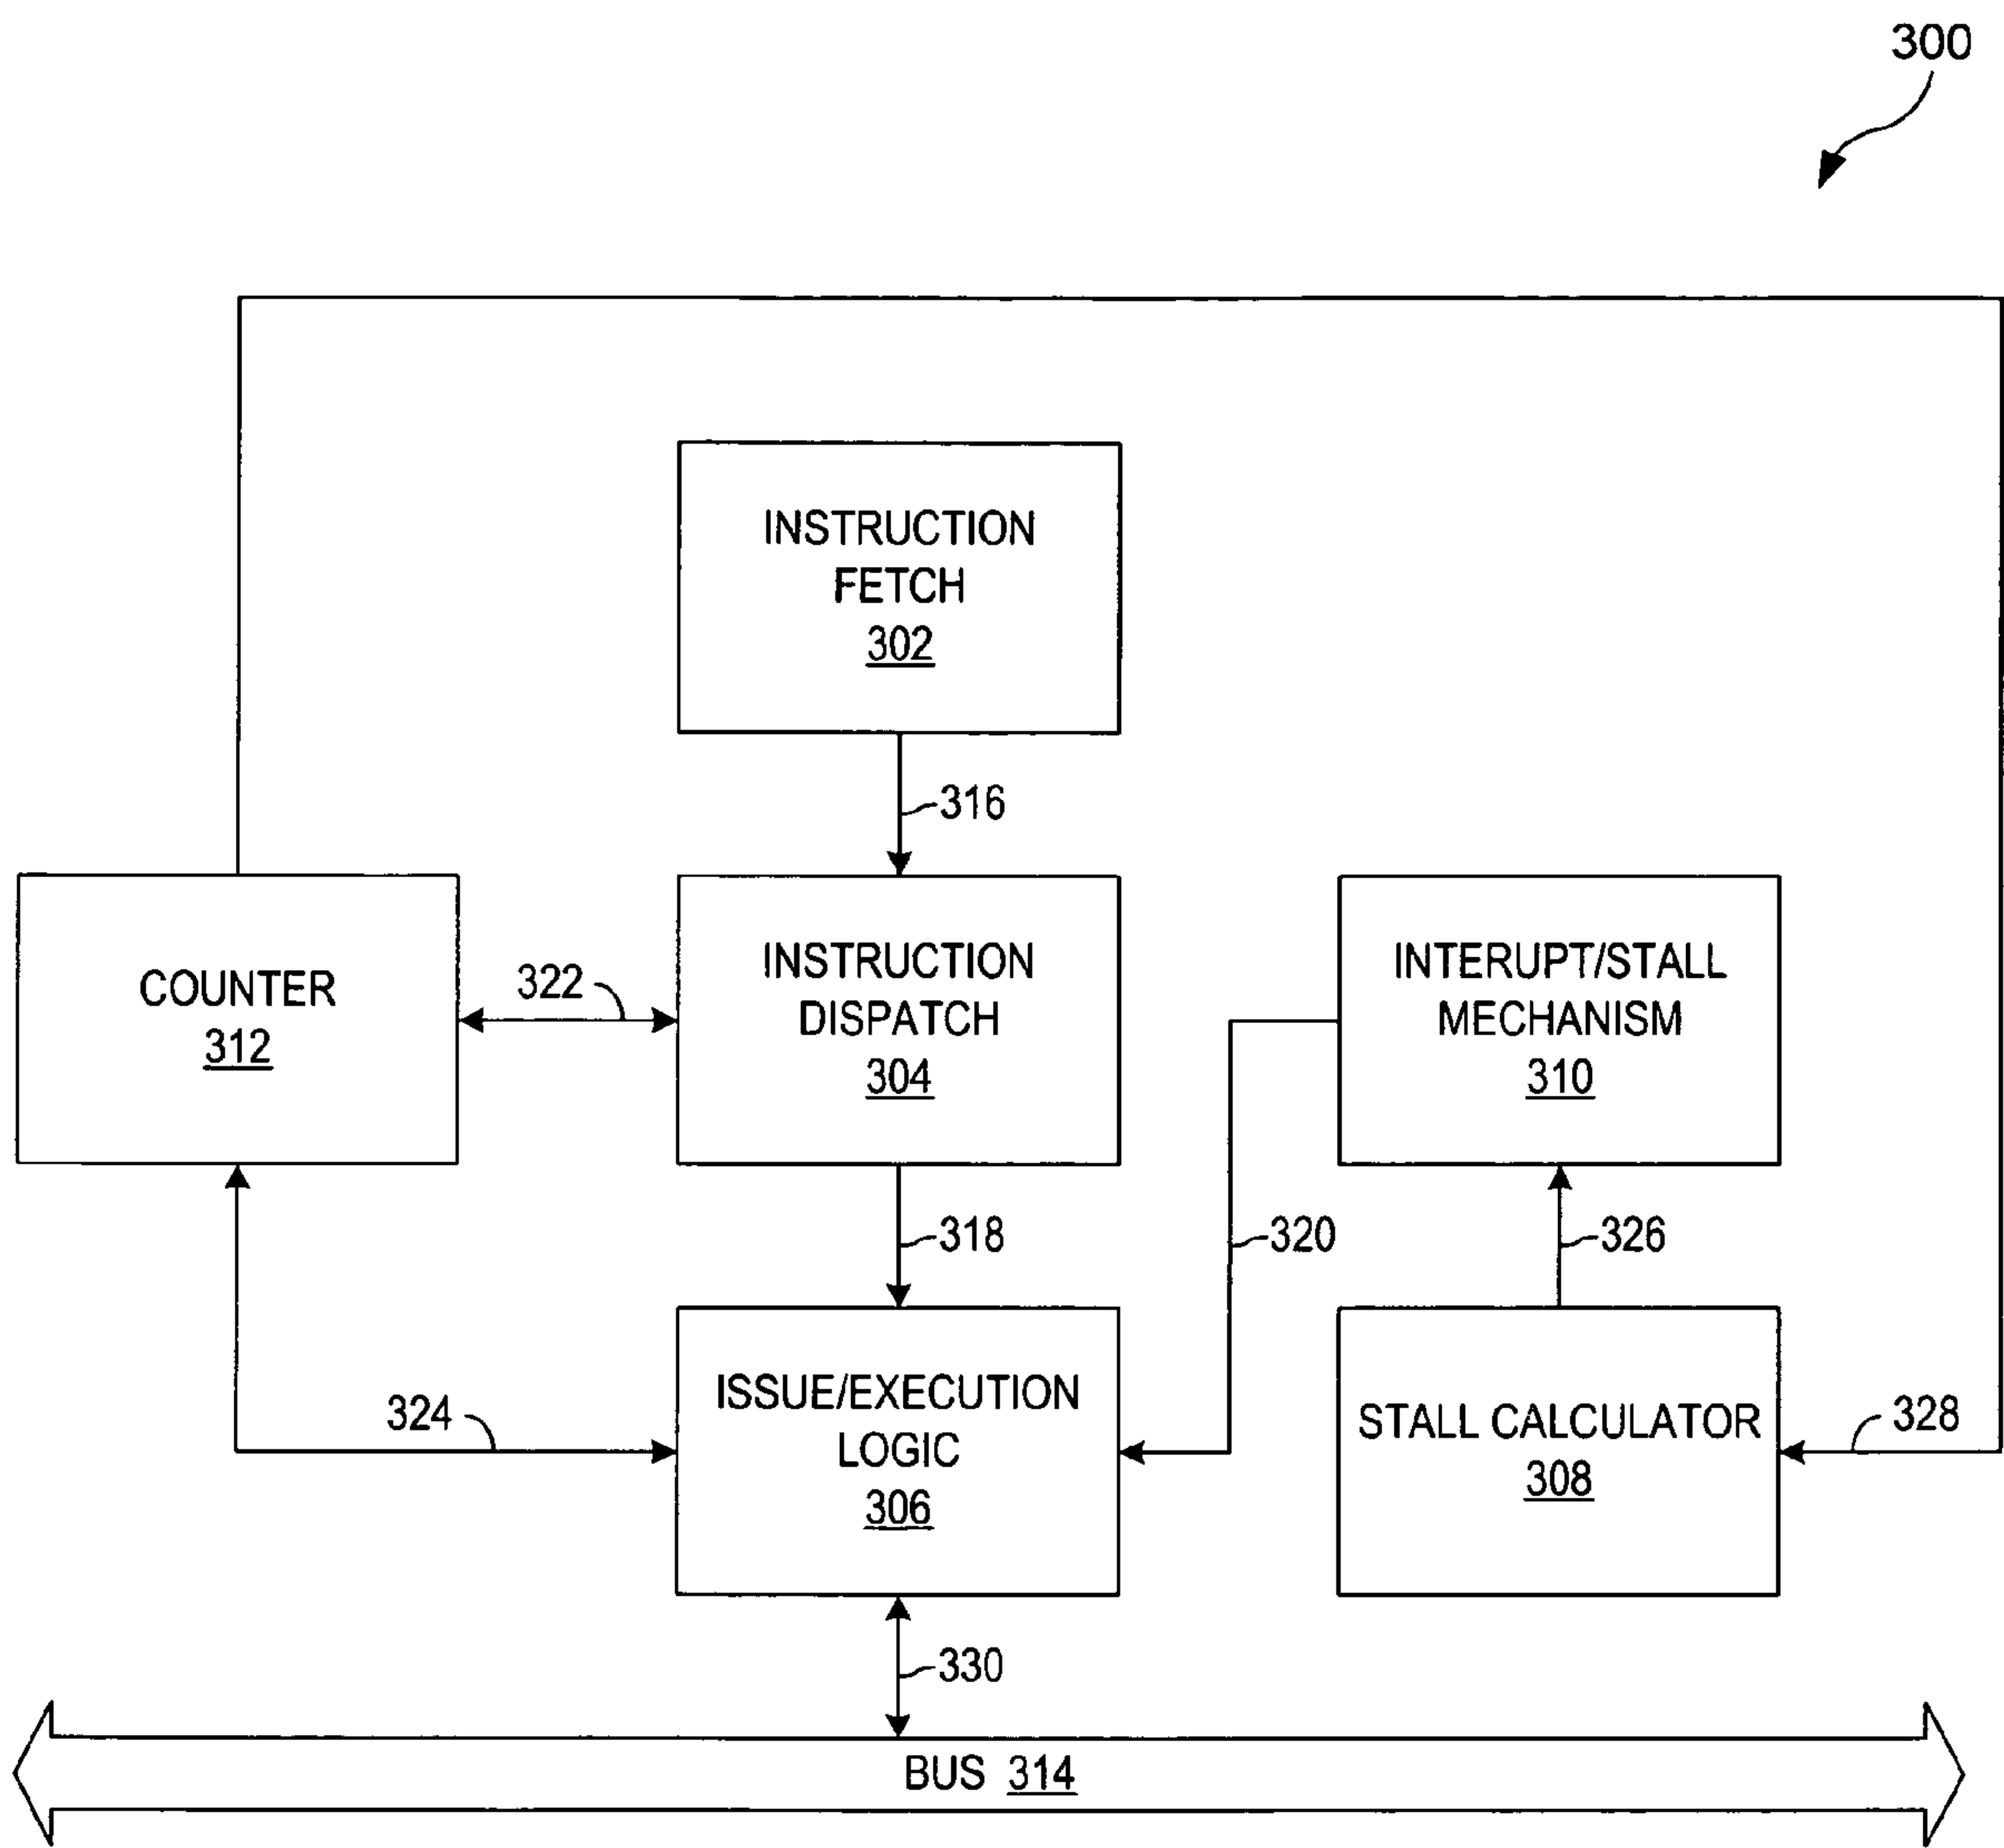 300
INSTRUCTION
FETCH
302
316
COUNTER
312
322
INSTRUCTION
DISPATCH
304
INTERUPT/STALL
MECHANISM
310
318
320
326
324
ISSUE/EXECUTION
LOGIC
306
STALL CALCULATOR
308
328
330
BUS 314